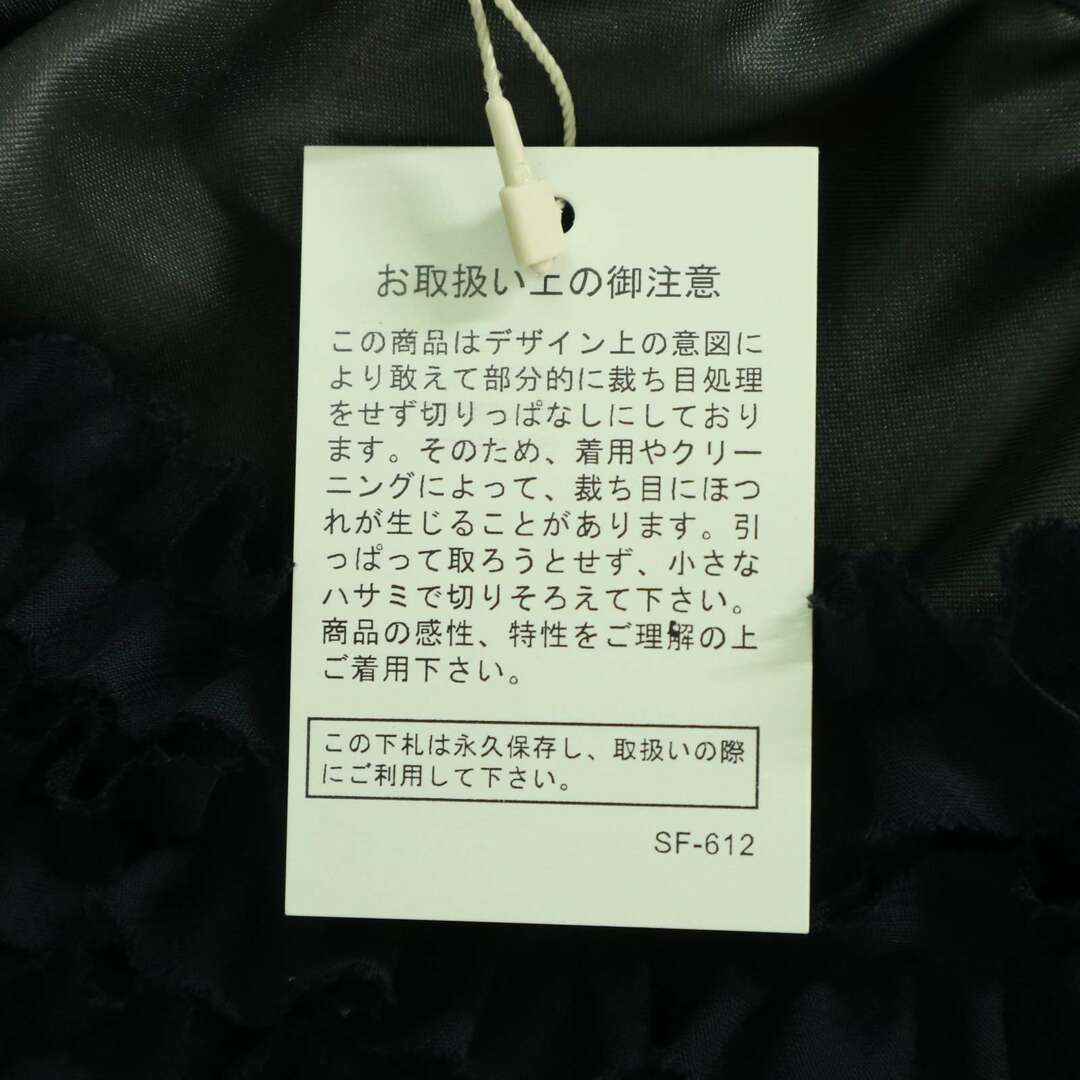 お取扱い上の御注意
この商品はデザイン上の意図に
より敢えて部分的に裁ち目処理
をせず切りっぱなしにしており
ます。そのため、着用やクリー
ニングによって、裁ち目にほつ
れが生じることがあります。引
っぱって取ろうとせず、小さな
ハサミで切りそろえて下さい。
商品の感性、特性をご理解の上
ご着用下さい。
この下札は永久保存し、取扱いの際
にご利用して下さい。
SF-612